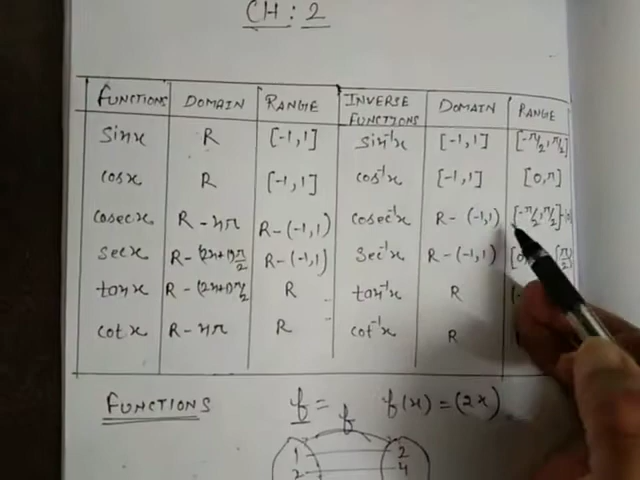 CH : 2
FUNCTIONS DOMAIN RANGE INVERSE FUNCTIONS DOMAIN RANGE
sinx R [-1,1] sin⁻¹x [-1,1] [-π/2, π/2]
cosx R [-1,1] cos⁻¹x [-1,1] [0,π]
cosecx R-nπ R-(-1,1) cosec⁻¹x R-(-1,1) [-π/2, π/2]
secx R-(2n+1)π/2 R-(-1,1) sec⁻¹x R-(-1,1)
tanx R-(2n+1)π/2 R tan⁻¹x R
cotx R-nπ R cot⁻¹x R
FUNCTIONS f = f(x) = (2x)
f
1 2
2 4